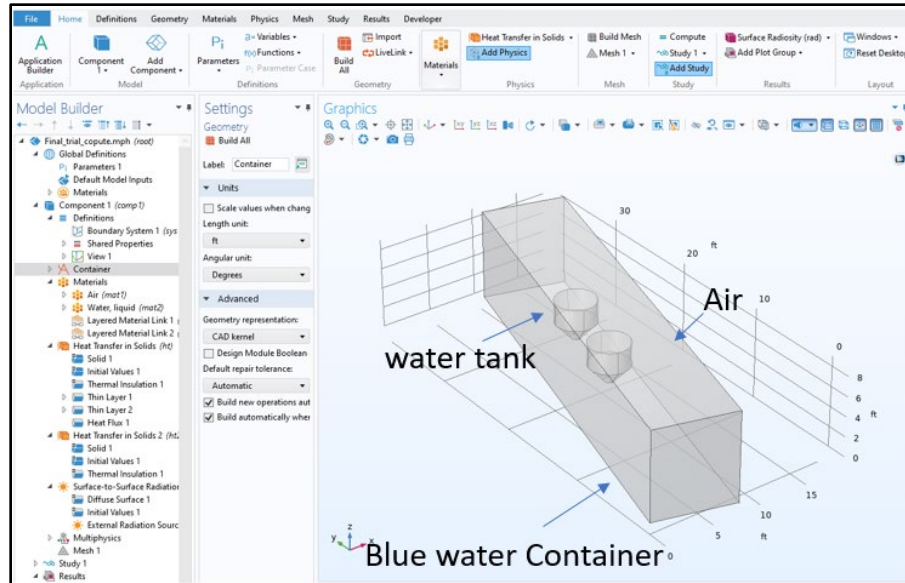 File Home Definitions Geometry Materials Physics Mesh Study Results Developer
A
Application Builder
Application
Component 1
Add Component
Model
Pi
Parameters
a= Variables
f(x) Functions
Pi Parameter Case
Definitions
Build All
Import
LiveLink
Geometry
Materials
Heat Transfer in Solids
Add Physics
Physics
Build Mesh
Mesh 1
Mesh
= Compute
Study 1
Add Study
Study
Surface Radiosity (rad)
Add Plot Group
Results
Windows
Reset Desktop
Layout
Model Builder
Final_trial_copute.mph (root)
Global Definitions
Pi Parameters 1
Default Model Inputs
Materials
Component 1 (comp1)
Definitions
Boundary System 1 (sys
Shared Properties
View 1
Container
Materials
Air (mat1)
Water, liquid (mat2)
Layered Material Link 1
Layered Material Link 2
Heat Transfer in Solids (ht)
Solid 1
Initial Values 1
Thermal Insulation 1
Thin Layer 1
Thin Layer 2
Heat Flux 1
Heat Transfer in Solids 2 (ht2
Solid 1
Initial Values 1
Thermal Insulation 1
Surface-to-Surface Radiation
Diffuse Surface 1
Initial Values 1
External Radiation Sourc
Multiphysics
Mesh 1
Study 1
Results
Settings
Geometry
Build All
Label: Container
Units
Scale values when chang
Length unit:
ft
Angular unit:
Degrees
Advanced
Geometry representation:
CAD kernel
Design Module Boolean
Default repair tolerance:
Automatic
Build new operations aut
Build automatically wher
Graphics
30
ft
20
10
0
8
6
4
ft
2
0
15
10
ft
5
0
Air
water tank
Blue water Container
z
y
x